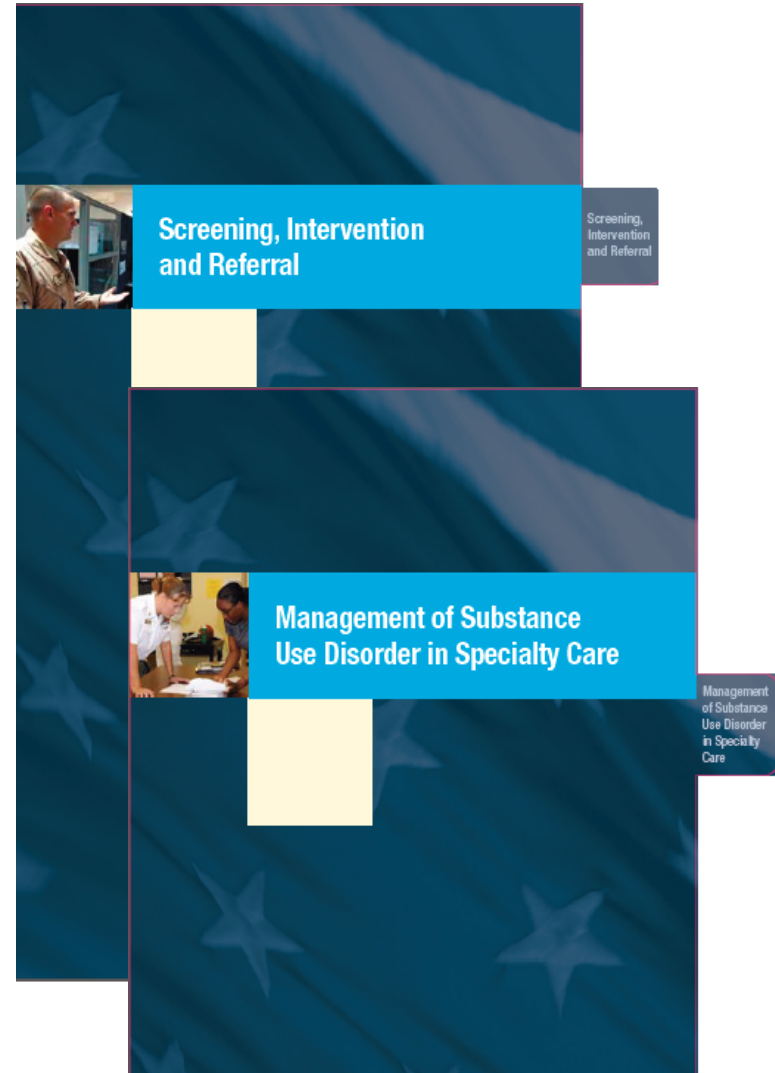 Screening, Intervention
and Referral
Screening,
Intervention
and Referral
Management of Substance
Use Disorder in Specialty Care
Management
of Substance
Use Disorder
in Specialty
Care